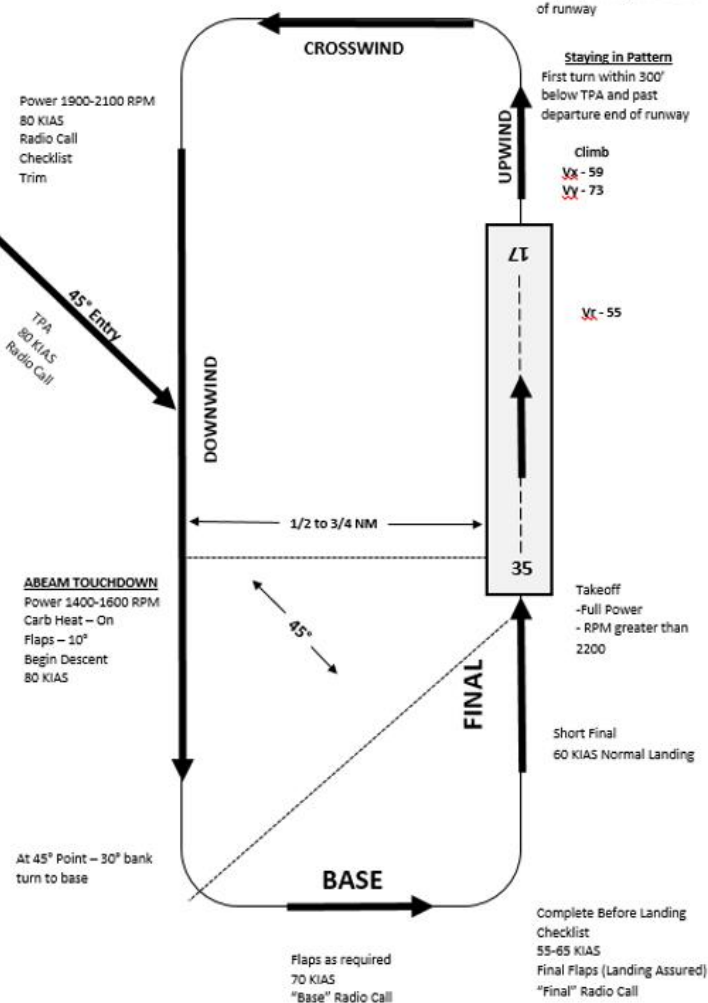 of runway
CROSSWIND
Staying in Pattern
First turn within 300'
below TPA and past
departure end of runway
Power 1900-2100 RPM
80 KIAS
Radio Call
Checklist
Trim
UPWIND
Climb
Vx - 59
Vy - 73
17
45° Entry
TPA
80 KIAS
Radio Call
Vr - 55
DOWNWIND
1/2 to 3/4 NM
35
ABEAM TOUCHDOWN
Power 1400-1600 RPM
Carb Heat – On
Flaps – 10°
Begin Descent
80 KIAS
45°
Takeoff
-Full Power
- RPM greater than
2200
FINAL
Short Final
60 KIAS Normal Landing
At 45° Point – 30° bank
turn to base
BASE
Flaps as required
70 KIAS
"Base" Radio Call
Complete Before Landing
Checklist
55-65 KIAS
Final Flaps (Landing Assured)
"Final" Radio Call